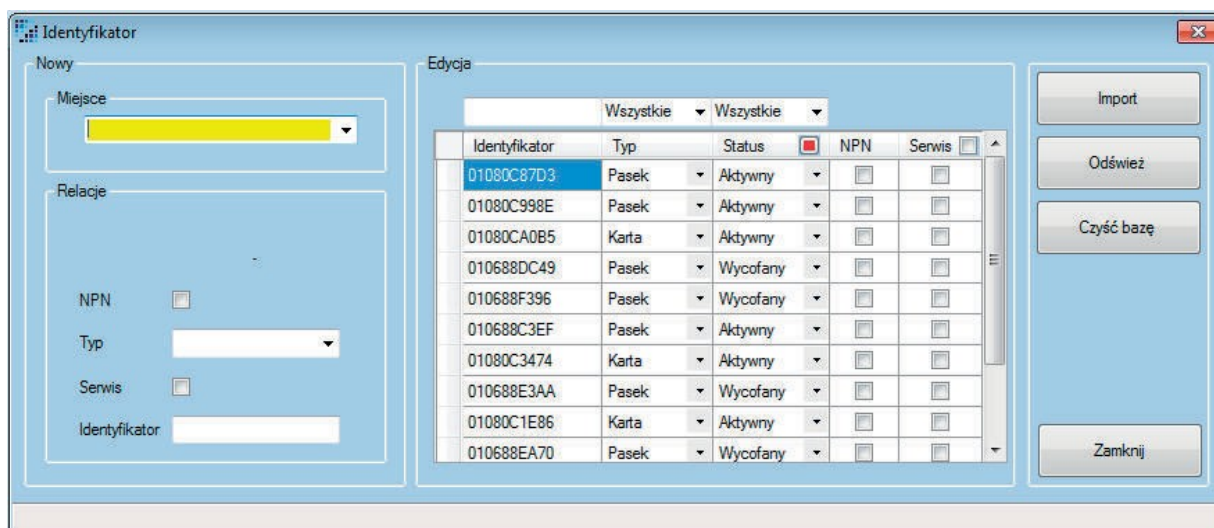 Identyfikator
Nowy
Miejsce
Relacje
-
NPN
Typ
Serwis
Identyfikator
Edycja
Wszystkie Wszystkie
Identyfikator Typ Status NPN Serwis
01080C87D3 Pasek Aktywny
01080C998E Pasek Aktywny
01080CA0B5 Karta Aktywny
010688DC49 Pasek Wycofany
010688F396 Pasek Wycofany
010688C3EF Pasek Aktywny
01080C3474 Karta Aktywny
010688E3AA Pasek Wycofany
01080C1E86 Karta Aktywny
010688EA70 Pasek Wycofany
Import
Odśwież
Czyść bazę
Zamknij